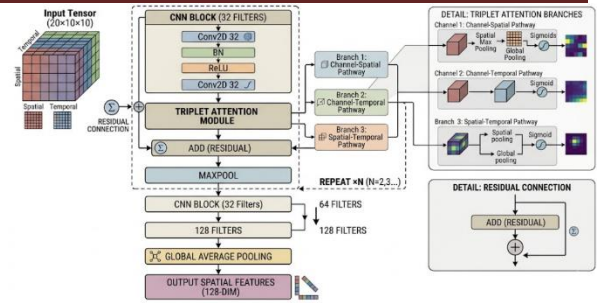 Input Tensor
(20×10×10)
Temporal
Spatial
Spatial
Temporal
Σ
RESIDUAL
CONNECTION
CNN BLOCK (32 FILTERS)
Conv2D 32
BN
ReLU
Conv2D 32
TRIPLET ATTENTION
MODULE
Σ
ADD (RESIDUAL)
MAXPOOL
Branch 1:
Channel-Spatial
Pathway
Branch 2:
Channel-Temporal
Pathway
Branch 3:
Spatial-Temporal
Pathway
REPEAT ×N (N=2,3...)
CNN BLOCK (32 Filters)
128 FILTERS
64 FILTERS
128 FILTERS
GLOBAL AVERAGE POOLING
OUTPUT SPATIAL FEATURES
(128-DIM)
DETAIL: TRIPLET ATTENTION BRANCHES
Channel 1: Channel-Spatial Pathway
Spatial
Max
Pooling
Global
Pooling
Sigmoids
Channel 2: Channel-Temporal Pathway
Sigmoid
Branch 3: Spatial-Temporal Pathway
Spatial
pooling
Global
pooling
Sigmoid
DETAIL: RESIDUAL CONNECTION
ADD (RESIDUAL)
Σ